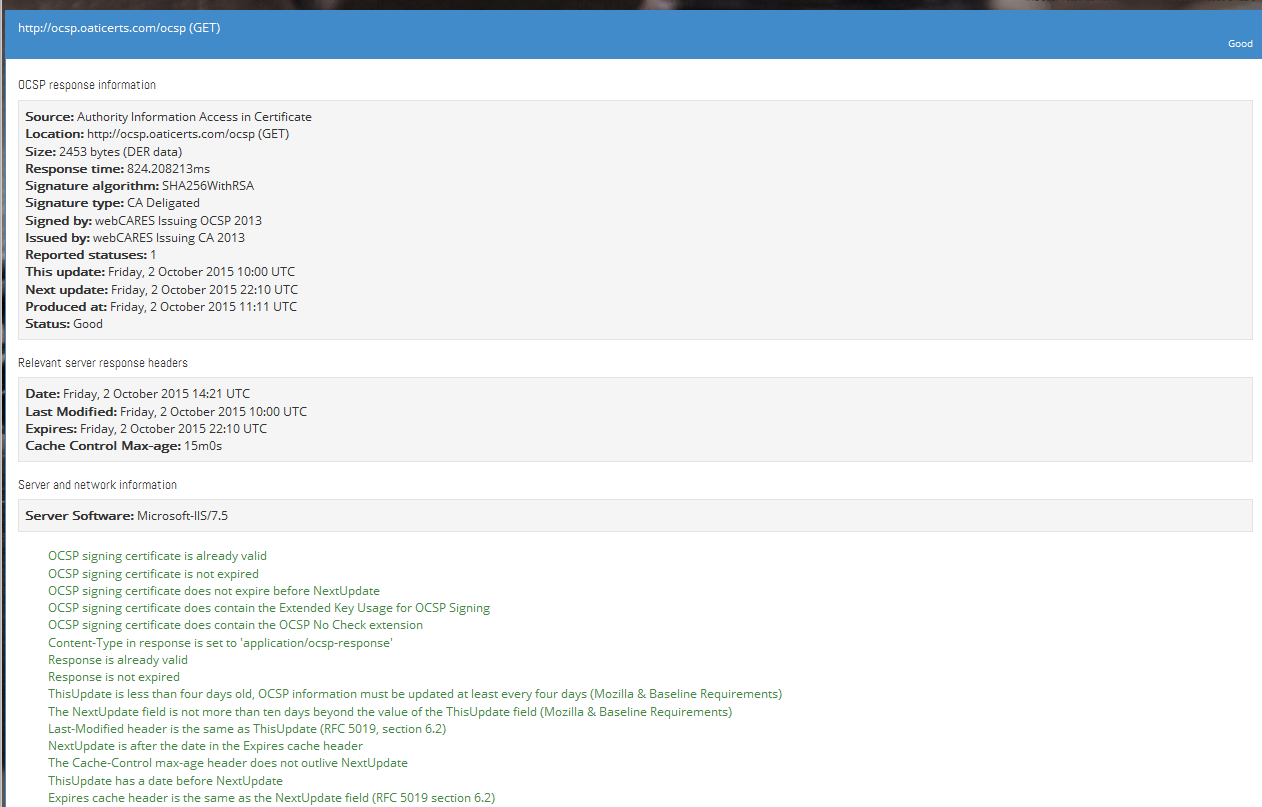 http://ocsp.oaticerts.com/ocsp (GET)
Good
OCSP response information
Source: Authority Information Access in Certificate
Location: http://ocsp.oaticerts.com/ocsp (GET)
Size: 2453 bytes (DER data)
Response time: 824.208213ms
Signature algorithm: SHA256WithRSA
Signature type: CA Deligated
Signed by: webCARES Issuing OCSP 2013
Issued by: webCARES Issuing CA 2013
Reported statuses: 1
This update: Friday, 2 October 2015 10:00 UTC
Next update: Friday, 2 October 2015 22:10 UTC
Produced at: Friday, 2 October 2015 11:11 UTC
Status: Good
Relevant server response headers
Date: Friday, 2 October 2015 14:21 UTC
Last Modified: Friday, 2 October 2015 10:00 UTC
Expires: Friday, 2 October 2015 22:10 UTC
Cache Control Max-age: 15m0s
Server and network information
Server Software: Microsoft-IIS/7.5
OCSP signing certificate is already valid
OCSP signing certificate is not expired
OCSP signing certificate does not expire before NextUpdate
OCSP signing certificate does contain the Extended Key Usage for OCSP Signing
OCSP signing certificate does contain the OCSP No Check extension
Content-Type in response is set to 'application/ocsp-response'
Response is already valid
Response is not expired
ThisUpdate is less than four days old, OCSP information must be updated at least every four days (Mozilla & Baseline Requirements)
The NextUpdate field is not more than ten days beyond the value of the ThisUpdate field (Mozilla & Baseline Requirements)
Last-Modified header is the same as ThisUpdate (RFC 5019, section 6.2)
NextUpdate is after the date in the Expires cache header
The Cache-Control max-age header does not outlive NextUpdate
ThisUpdate has a date before NextUpdate
Expires cache header is the same as the NextUpdate field (RFC 5019 section 6.2)